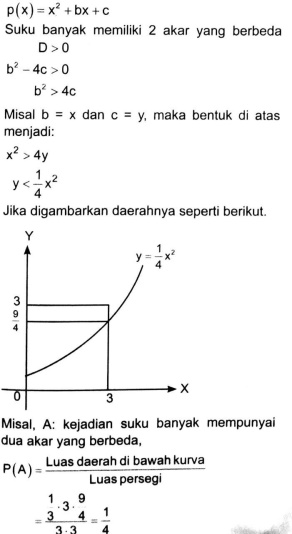 p(x) = x² + bx + c
Suku banyak memiliki 2 akar yang berbeda
D > 0
b² − 4c > 0
b² > 4c
Misal b = x dan c = y, maka bentuk di atas
menjadi:
x² > 4y
y < 1/4 x²
Jika digambarkan daerahnya seperti berikut.
Y
y = 1/4 x²
3
9/4
0
3
X
Misal, A: kejadian suku banyak mempunyai
dua akar yang berbeda,
P(A) = Luas daerah di bawah kurva / Luas persegi
= (1/3 · 3 · 9/4) / (3 · 3) = 1/4